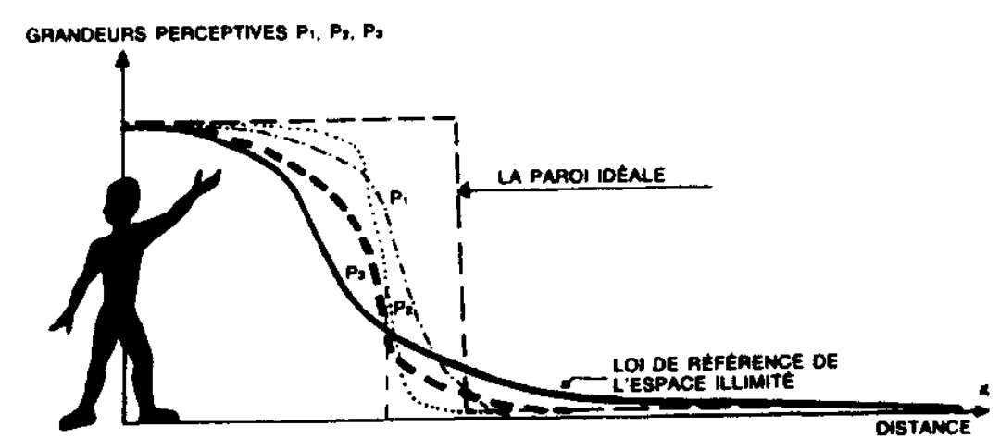 GRANDEURS PERCEPTIVES P₁, P₂, P₃
LA PAROI IDÉALE
P₁
P₃
P₂
LOI DE RÉFÉRENCE DE
L'ESPACE ILLIMITÉ
x
DISTANCE